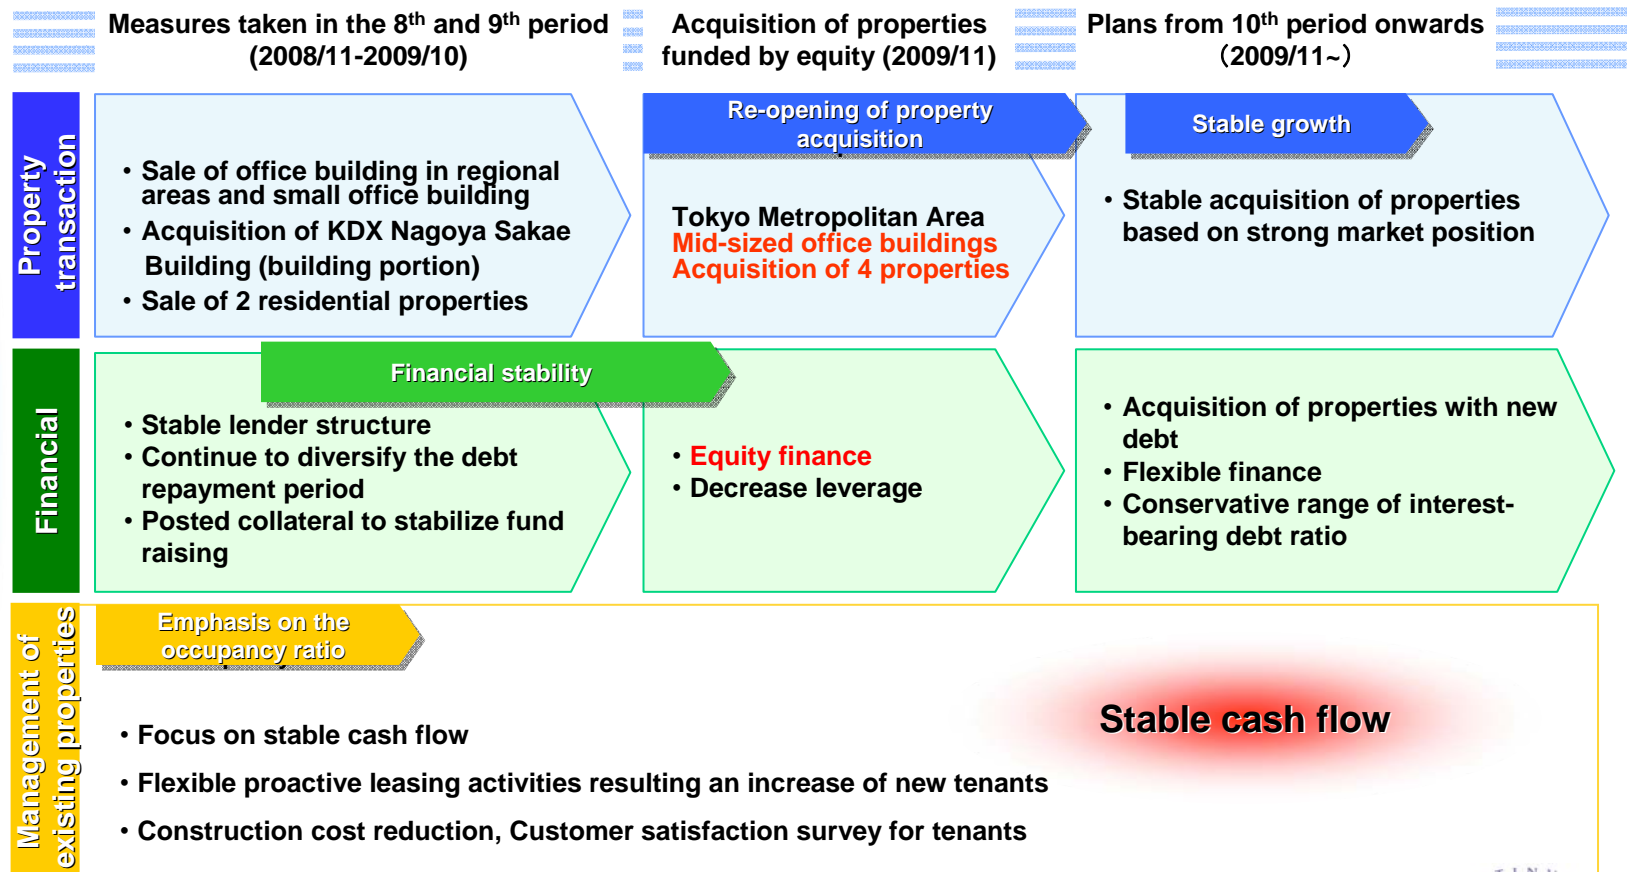 Measures taken in the 8th and 9th period
(2008/11-2009/10)
Acquisition of properties
funded by equity (2009/11)
Plans from 10th period onwards
（2009/11~）
Property
transaction
• Sale of office building in regional
areas and small office building
• Acquisition of KDX Nagoya Sakae
Building (building portion)
• Sale of 2 residential properties
Re-opening of property
acquisition
Tokyo Metropolitan Area
Mid-sized office buildings
Acquisition of 4 properties
Stable growth
• Stable acquisition of properties
based on strong market position
Financial
Financial stability
• Stable lender structure
• Continue to diversify the debt
repayment period
• Posted collateral to stabilize fund
raising
• Equity finance
• Decrease leverage
• Acquisition of properties with new
debt
• Flexible finance
• Conservative range of interest-
bearing debt ratio
Management of
existing properties
Emphasis on the
occupancy ratio
• Focus on stable cash flow
• Flexible proactive leasing activities resulting an increase of new tenants
• Construction cost reduction, Customer satisfaction survey for tenants
Stable cash flow